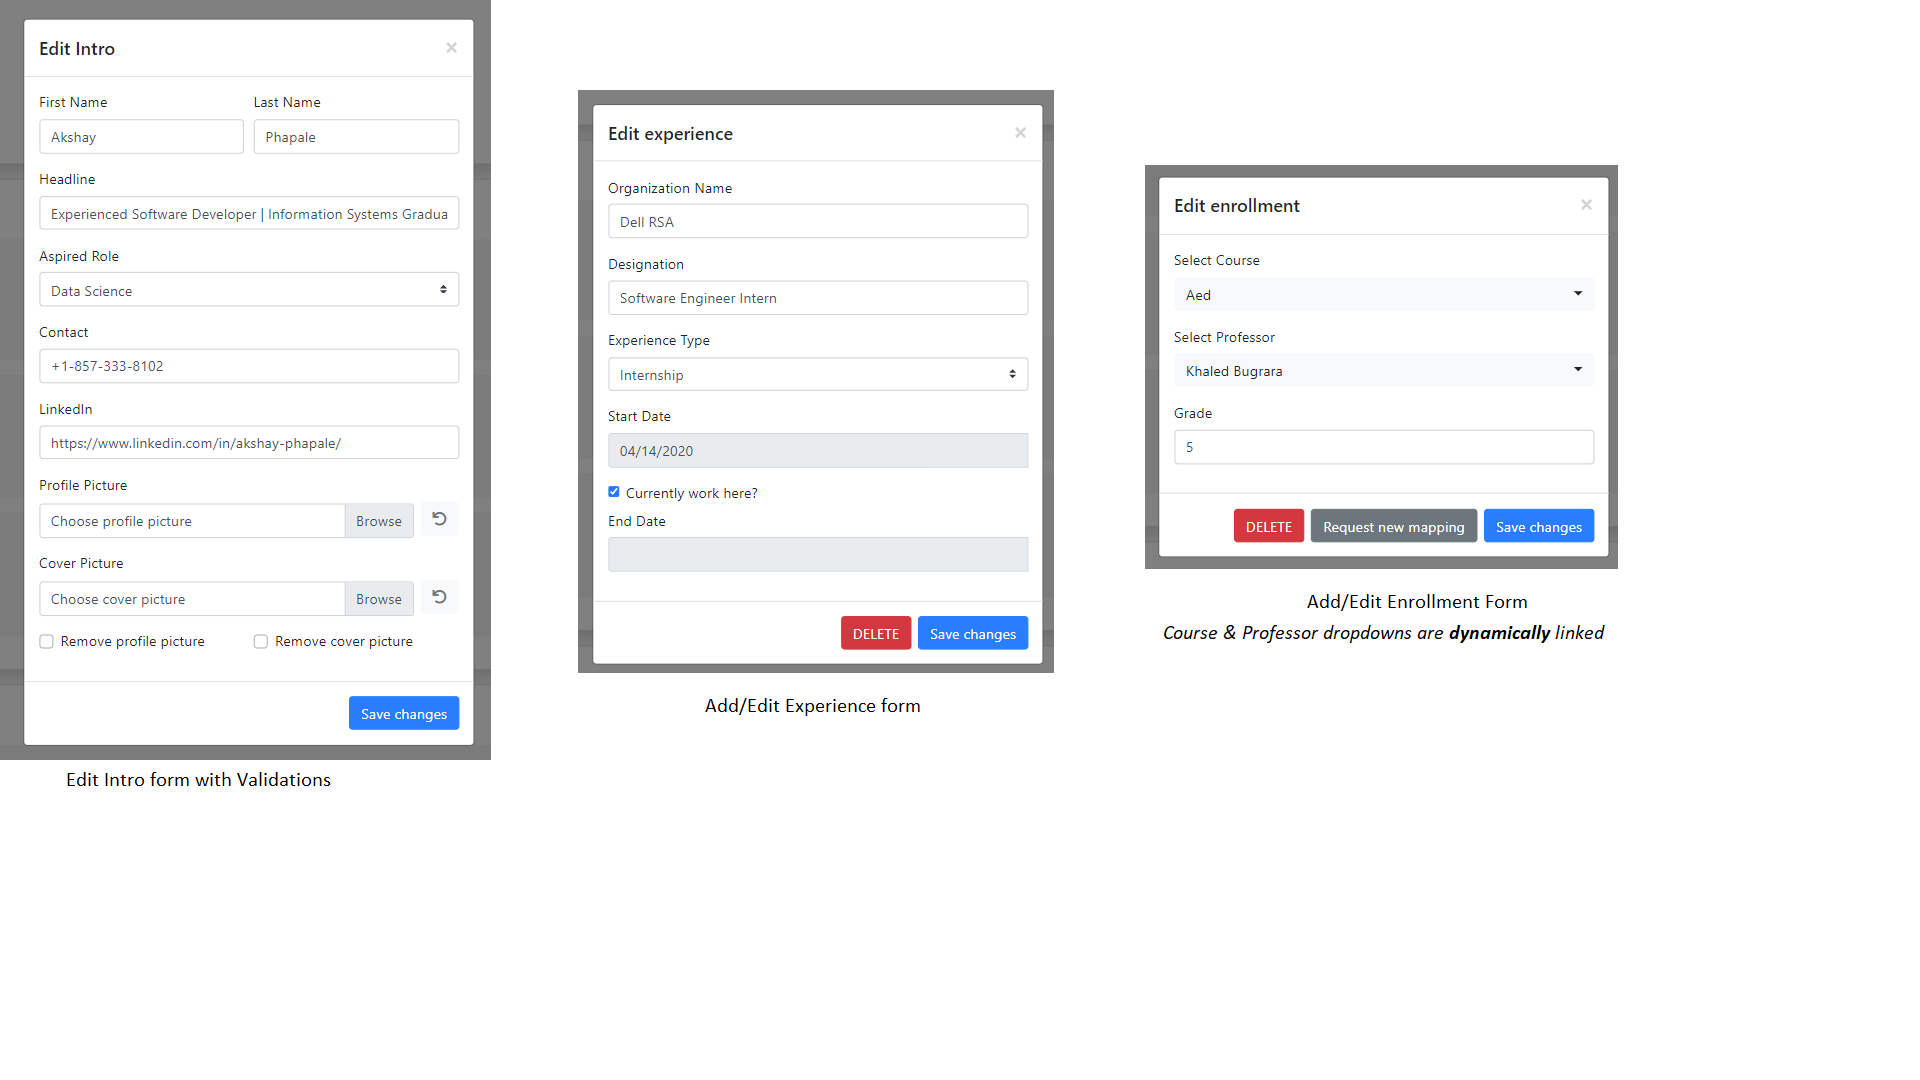 Edit Intro ×
First Name Last Name
Akshay Phapale
Headline
Experienced Software Developer | Information Systems Gradua
Aspired Role
Data Science
Contact
+1-857-333-8102
LinkedIn
https://www.linkedin.com/in/akshay-phapale/
Profile Picture
Choose profile picture Browse
Cover Picture
Choose cover picture Browse
Remove profile picture Remove cover picture
Save changes
Edit Intro form with Validations
Edit experience ×
Organization Name
Dell RSA
Designation
Software Engineer Intern
Experience Type
Internship
Start Date
04/14/2020
Currently work here?
End Date
DELETE Save changes
Add/Edit Experience form
Edit enrollment ×
Select Course
Aed
Select Professor
Khaled Bugrara
Grade
5
DELETE Request new mapping Save changes
Add/Edit Enrollment Form
Course & Professor dropdowns are dynamically linked